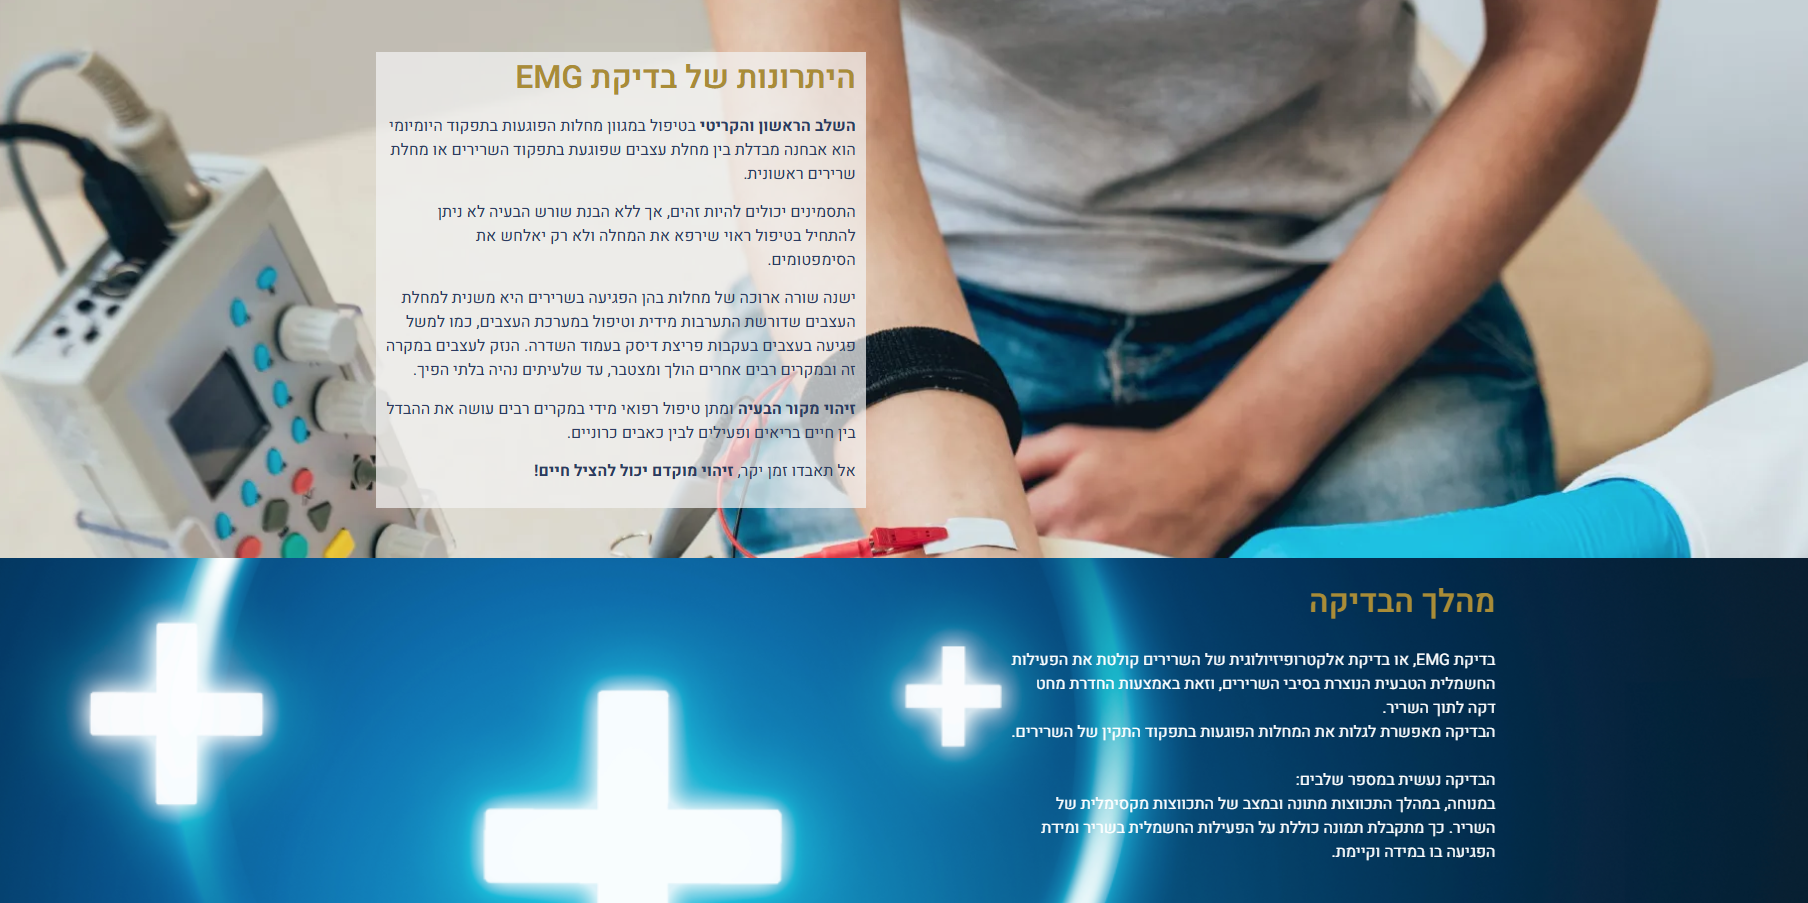 היתרונות של בדיקת EMG
השלב הראשון והקריטי בטיפול במגוון מחלות הפוגעות בתפקוד היומיומי
הוא אבחנה מבדלת בין מחלת עצבים שפוגעת בתפקוד השרירים או מחלת
שרירים ראשונית.
התסמינים יכולים להיות זהים, אך ללא הבנת שורש הבעיה לא ניתן
להתחיל בטיפול ראוי שירפא את המחלה ולא רק יאלחש את
הסימפטומים.
ישנה שורה ארוכה של מחלות בהן הפגיעה בשרירים היא משנית למחלת
העצבים שדורשת התערבות מידית וטיפול במערכת העצבים, כמו למשל
פגיעה בעצבים בעקבות פריצת דיסק בעמוד השדרה. הנזק לעצבים במקרה
זה ובמקרים רבים אחרים הולך ומצטבר, עד שלעיתים נהיה בלתי הפיך.
זיהוי מקור הבעיה ומתן טיפול רפואי מידי במקרים רבים עושה את ההבדל
בין חיים בריאים ופעילים לבין כאבים כרוניים.
אל תאבדו זמן יקר, זיהוי מוקדם יכול להציל חיים!
מהלך הבדיקה
בדיקת EMG, או בדיקת אלקטרופיזיולוגית של השרירים קולטת את הפעילות
החשמלית הטבעית הנוצרת בסיבי השרירים, וזאת באמצעות החדרת מחט
דקה לתוך השריר.
הבדיקה מאפשרת לגלות את המחלות הפוגעות בתפקוד התקין של השרירים.
הבדיקה נעשית במספר שלבים:
במנוחה, במהלך התכווצות מתונה ובמצב של התכווצות מקסימלית של
השריר. כך מתקבלת תמונה כוללת על הפעילות החשמלית בשריר ומידת
הפגיעה בו במידה וקיימת.